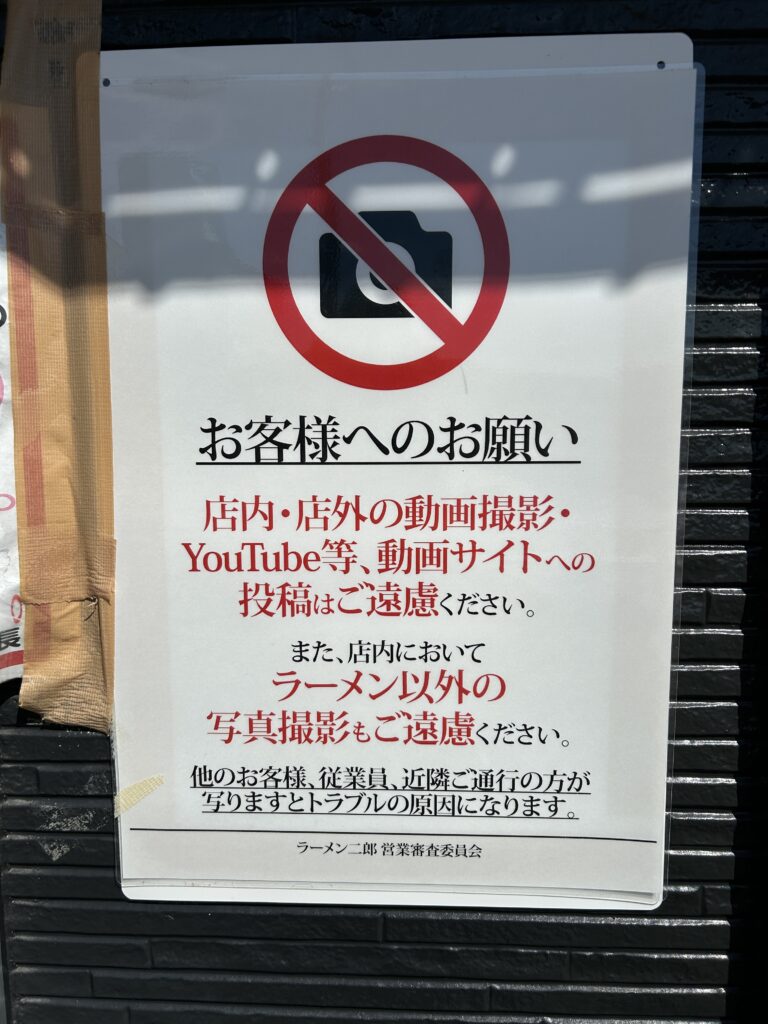 お客様へのお願い
店内・店外の動画撮影・
YouTube等、動画サイトへの
投稿はご遠慮ください。
また、店内において
ラーメン以外の
写真撮影もご遠慮ください。
他のお客様、従業員、近隣ご通行の方が
写りますとトラブルの原因になります。
ラーメン二郎 営業審査委員会
長